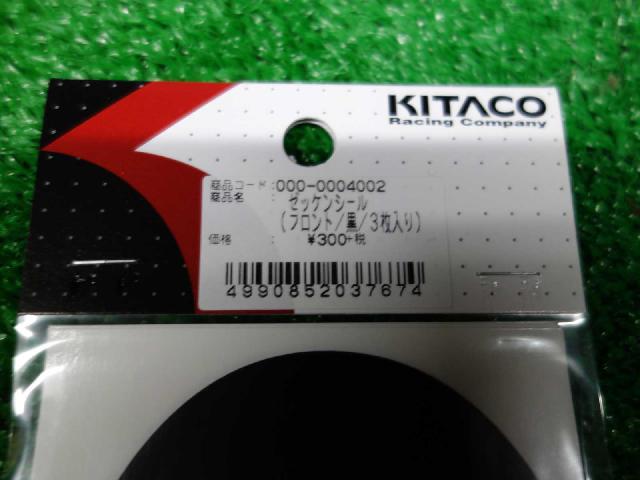 KITACO
Racing Company
商品コード:000-0004002
商品名 : ゼッケンシール
(フロント/黒/3枚入り)
価格 : ¥300+税
4990852037674